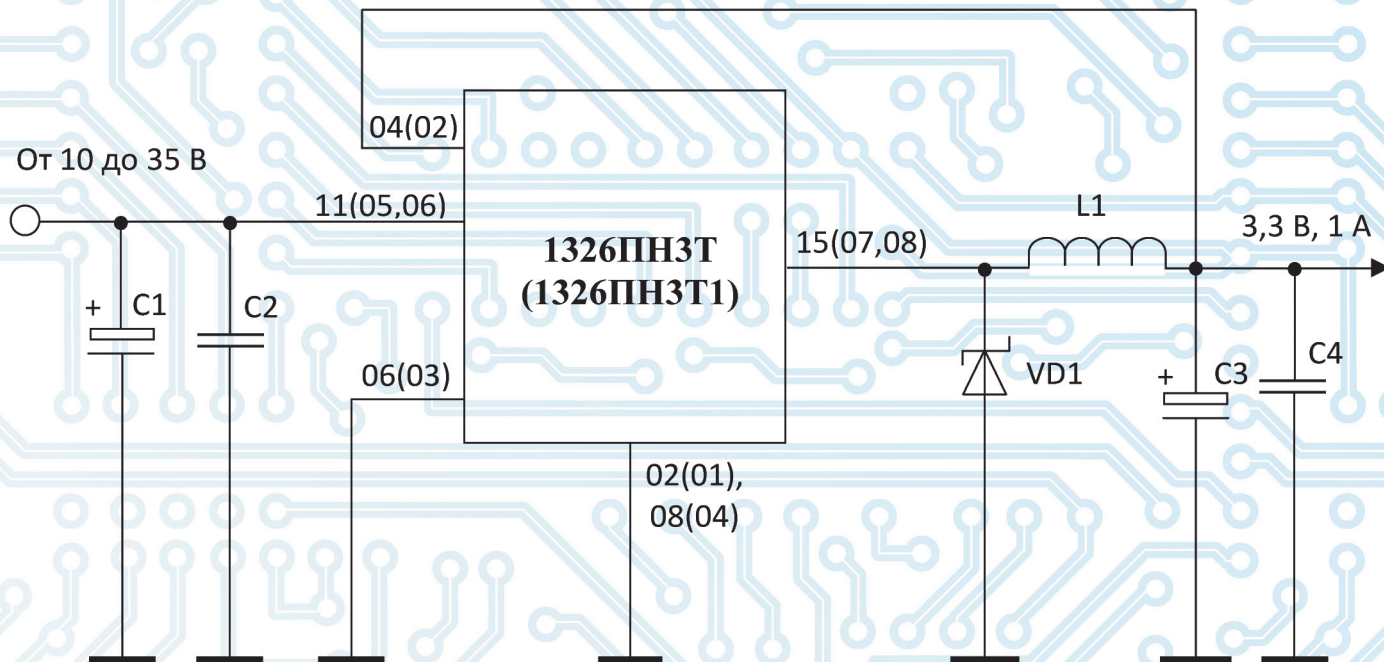 04(02)
От 10 до 35 В
11(05,06)
1326ПН3Т
(1326ПН3Т1)
15(07,08)
L1
3,3 В, 1 А
+ C1
C2
06(03)
VD1
+ C3
C4
02(01),
08(04)